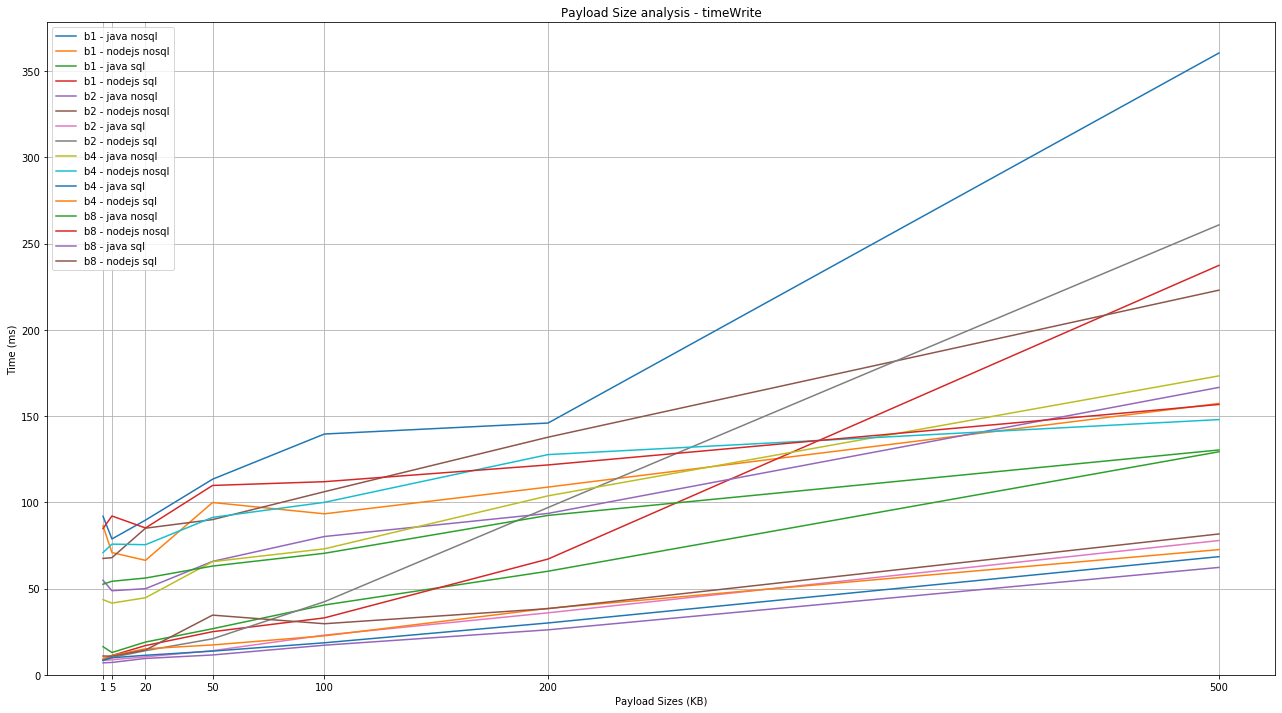 Payload Size analysis - timeWrite
b1 - java nosql
b1 - nodejs nosql
b1 - java sql
b1 - nodejs sql
b2 - java nosql
b2 - nodejs nosql
b2 - java sql
b2 - nodejs sql
b4 - java nosql
b4 - nodejs nosql
b4 - java sql
b4 - nodejs sql
b8 - java nosql
b8 - nodejs nosql
b8 - java sql
b8 - nodejs sql
Time (ms)
350
300
250
200
150
100
50
0
1 5 20 50 100 200 500
Payload Sizes (KB)